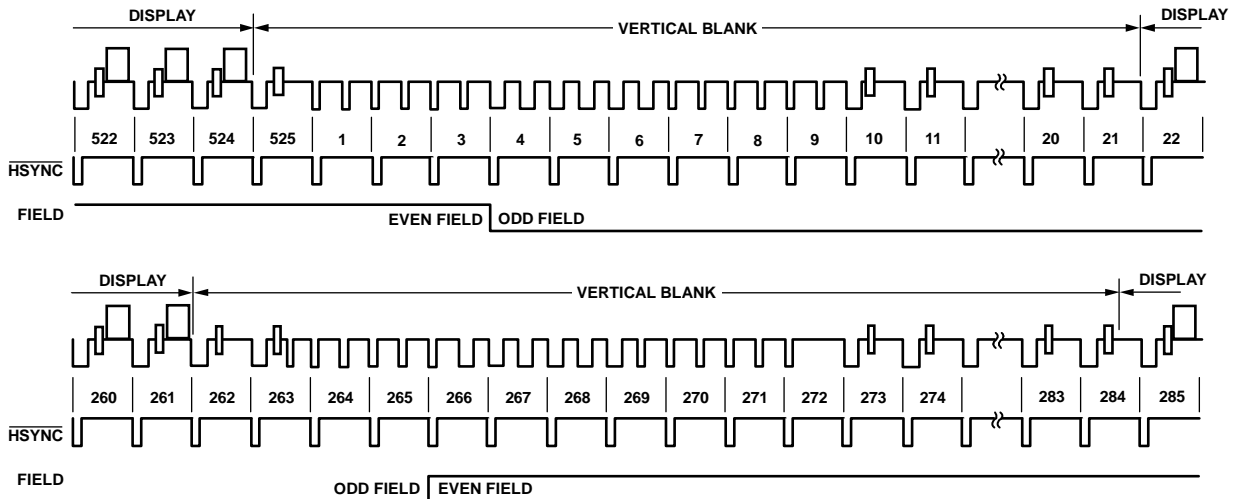 DISPLAY VERTICAL BLANK DISPLAY
522 523 524 525 1 2 3 4 5 6 7 8 9 10 11 20 21 22
HSYNC
FIELD EVEN FIELD ODD FIELD
DISPLAY VERTICAL BLANK DISPLAY
260 261 262 263 264 265 266 267 268 269 270 271 272 273 274 283 284 285
HSYNC
FIELD ODD FIELD EVEN FIELD